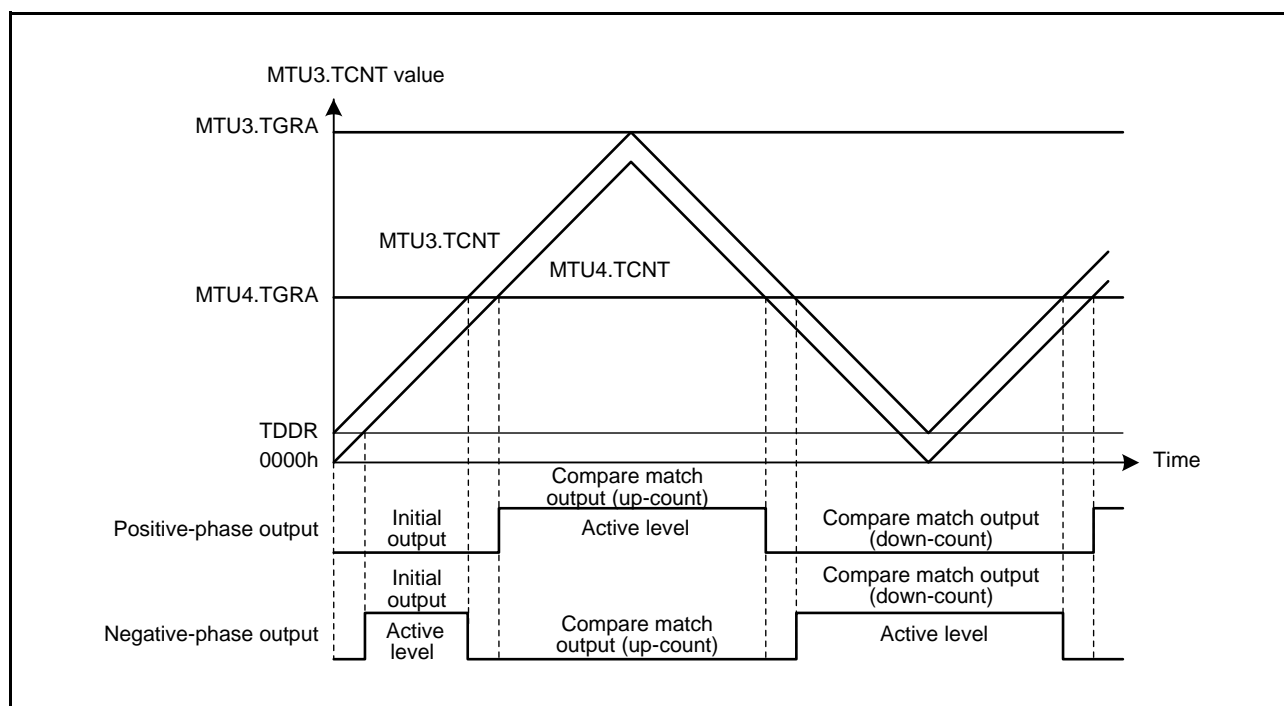 MTU3.TCNT value
MTU3.TGRA
MTU3.TCNT
MTU4.TCNT
MTU4.TGRA
TDDR
0000h
Time
Compare match
output (up-count)
Positive-phase output
Initial
output
Active level
Compare match output
(down-count)
Initial
output
Compare match output
(down-count)
Negative-phase output
Active
level
Compare match
output (up-count)
Active level